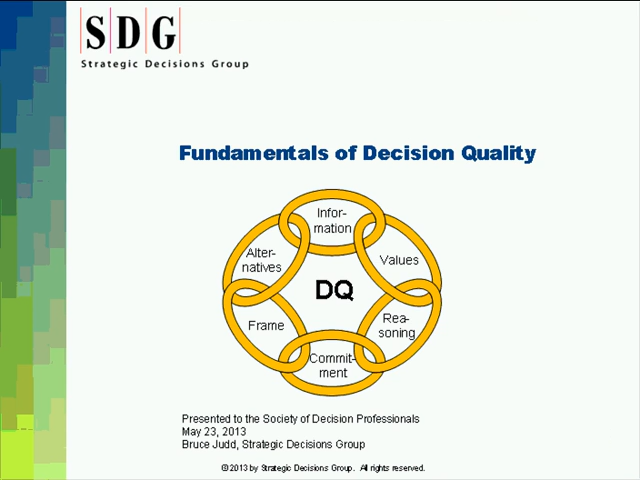 SDG
Strategic Decisions Group
Fundamentals of Decision Quality
Infor-
mation
Alter-
natives
Values
DQ
Frame
Rea-
soning
Commit-
ment
Presented to the Society of Decision Professionals
May 23, 2013
Bruce Judd, Strategic Decisions Group
© 2013 by Strategic Decisions Group. All rights reserved.